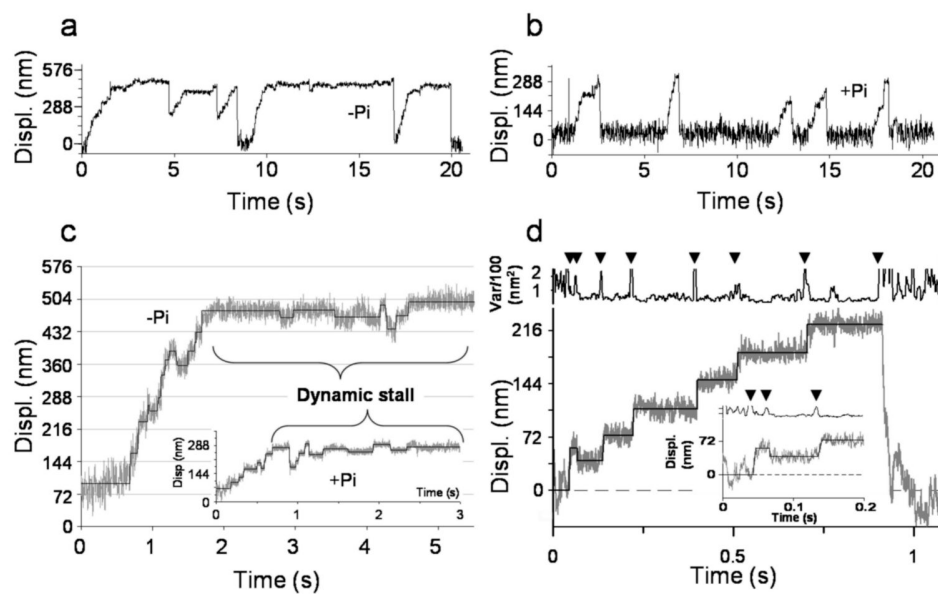 a
Displ. (nm)
576
288
0
-Pi
0 5 10 15 20
Time (s)
b
Displ. (nm)
288
144
0
+Pi
0 5 10 15 20
Time (s)
c
Displ. (nm)
576
504
432
360
288
216
144
72
0
-Pi
Dynamic stall
Disp (nm)
288
144
0
+Pi
Time (s)
0 1 2 3
0 1 2 3 4 5
Time (s)
d
Var/100
(nm²)
2
1
Displ. (nm)
216
144
72
0
Displ.
(nm)
72
0
0 0.1 0.2
Time (s)
0 0.5 1
Time (s)